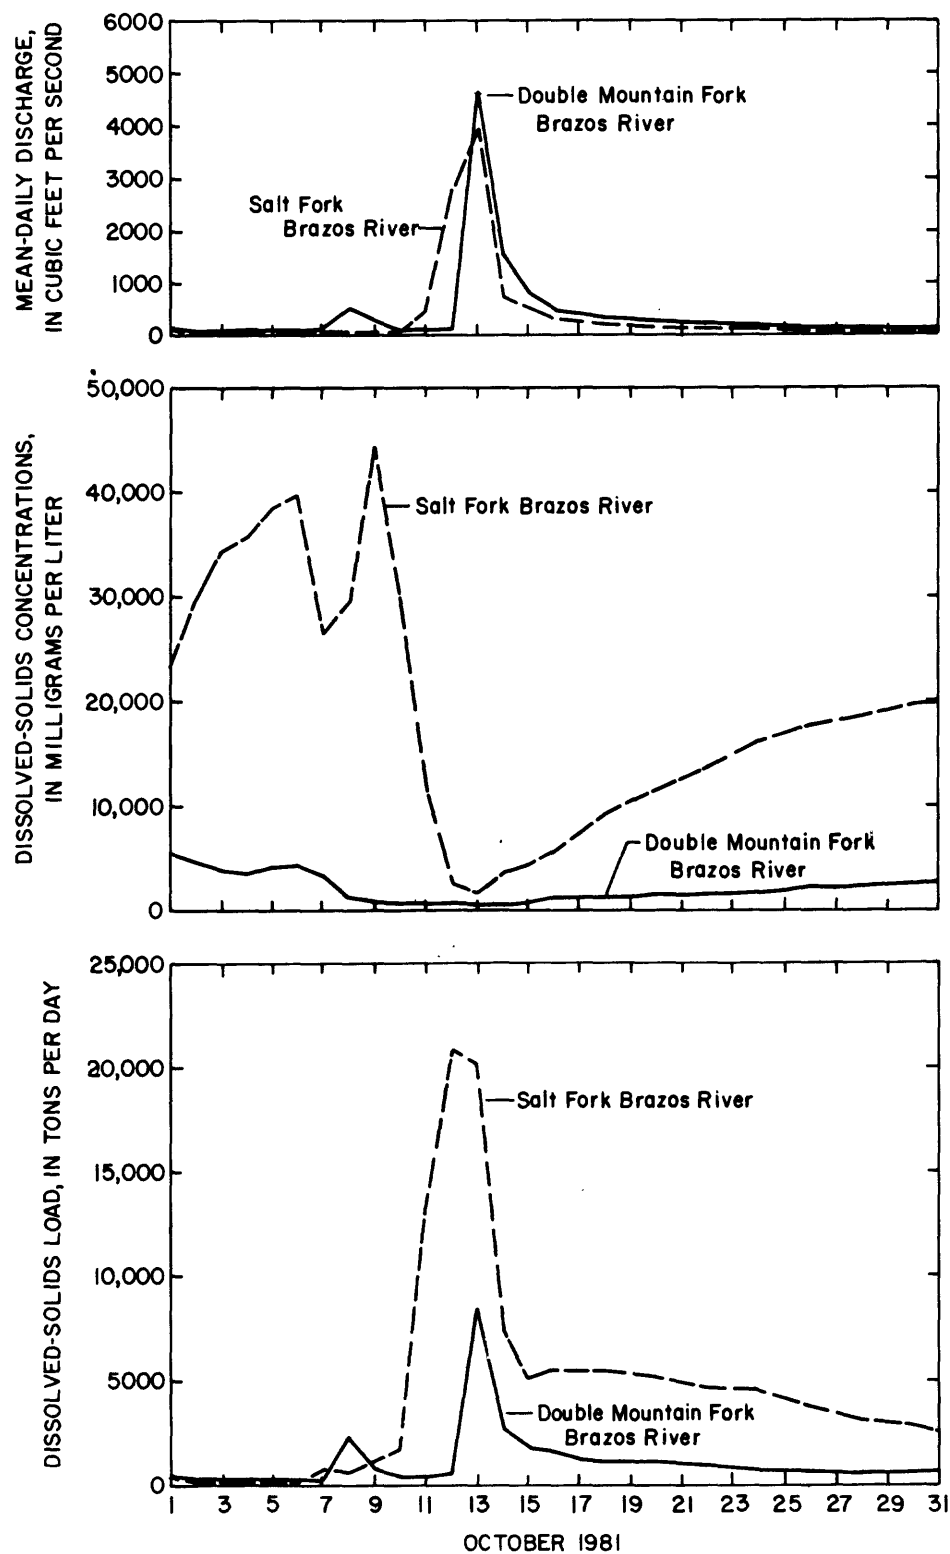 MEAN-DAILY DISCHARGE,
IN CUBIC FEET PER SECOND
6000
5000
4000
3000
2000
1000
0
Double Mountain Fork
Brazos River
Salt Fork
Brazos River
DISSOLVED-SOLIDS CONCENTRATIONS,
IN MILLIGRAMS PER LITER
50,000
40,000
30,000
20,000
10,000
0
Salt Fork Brazos River
Double Mountain Fork
Brazos River
DISSOLVED-SOLIDS LOAD, IN TONS PER DAY
25,000
20,000
15,000
10,000
5000
0
Salt Fork Brazos River
Double Mountain Fork
Brazos River
1 3 5 7 9 11 13 15 17 19 21 23 25 27 29 31
OCTOBER 1981